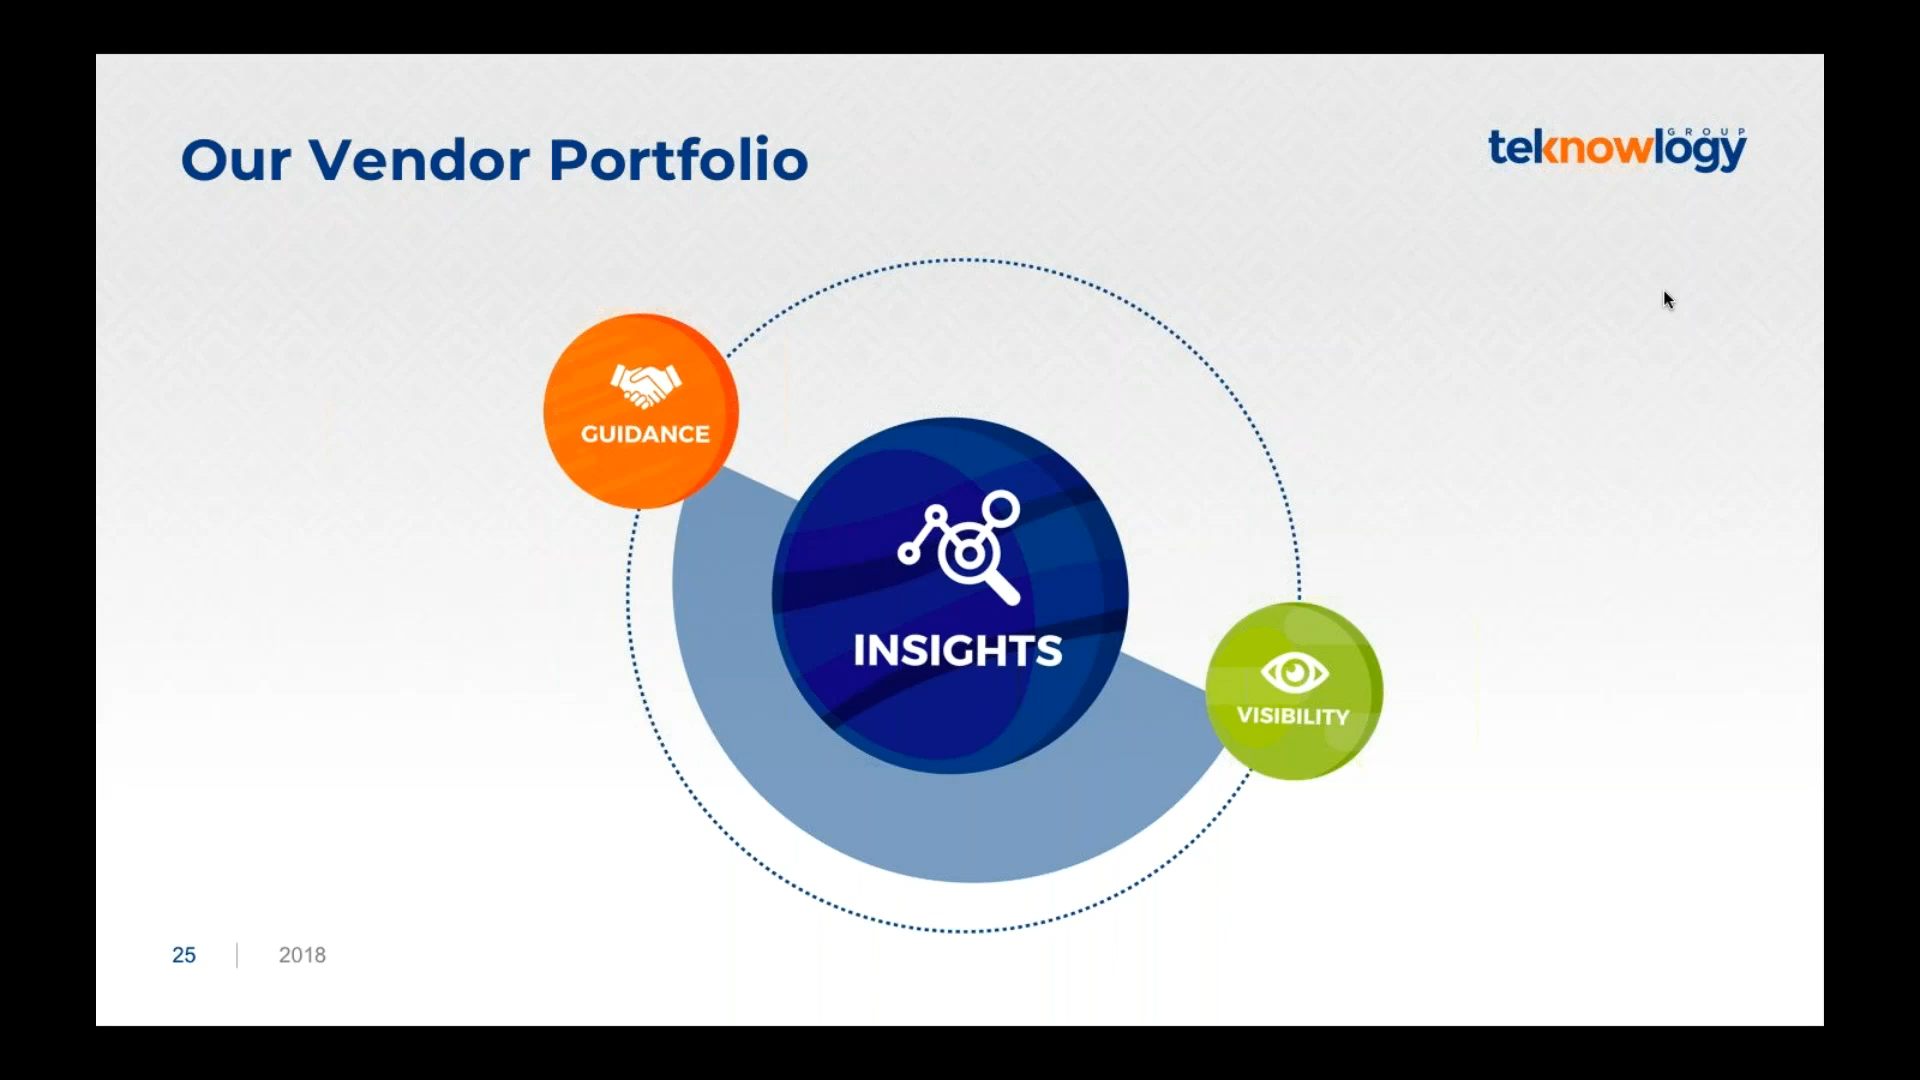 Our Vendor Portfolio
teknowlogy
GROUP
GUIDANCE
INSIGHTS
VISIBILITY
25
2018